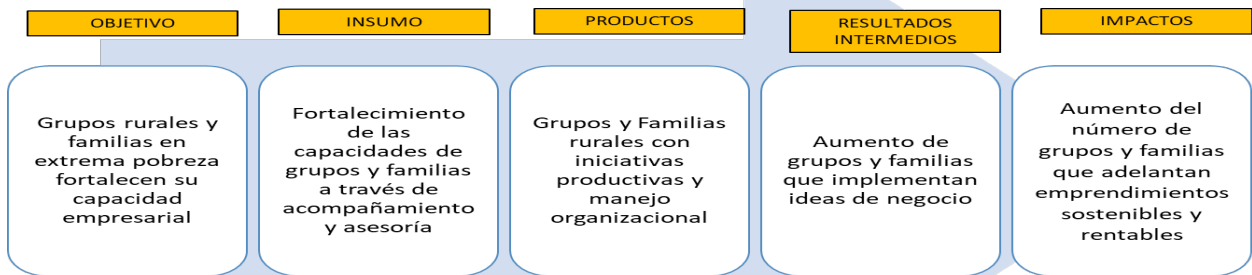 OBJETIVO
INSUMO
PRODUCTOS
RESULTADOS
INTERMEDIOS
IMPACTOS
Grupos rurales y
familias en
extrema pobreza
fortalecen su
capacidad
empresarial
Fortalecimiento
de las
capacidades de
grupos y familias
a través de
acompañamiento
y asesoría
Grupos y Familias
rurales con
iniciativas
productivas y
manejo
organizacional
Aumento de
grupos y familias
que implementan
ideas de negocio
Aumento del
número de
grupos y familias
que adelantan
emprendimientos
sostenibles y
rentables